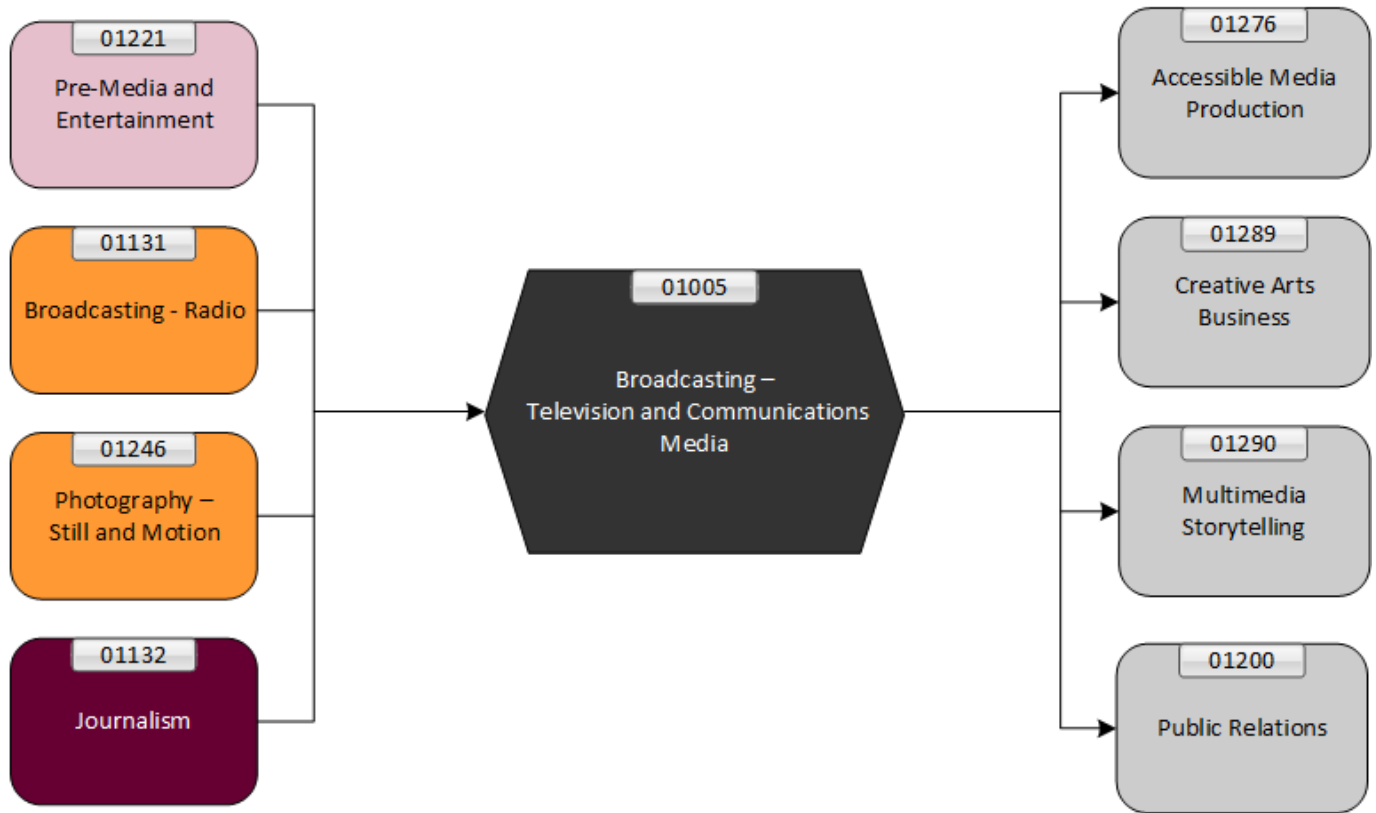 01221
Pre-Media and
Entertainment
01131
Broadcasting - Radio
01246
Photography –
Still and Motion
01132
Journalism
01005
Broadcasting –
Television and Communications
Media
01276
Accessible Media
Production
01289
Creative Arts
Business
01290
Multimedia
Storytelling
01200
Public Relations